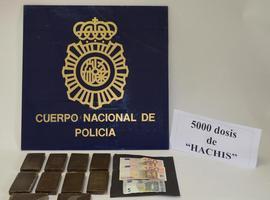 CUERPO NACIONAL DE
POLICIA
5000 dosis
de
“HACHIS”